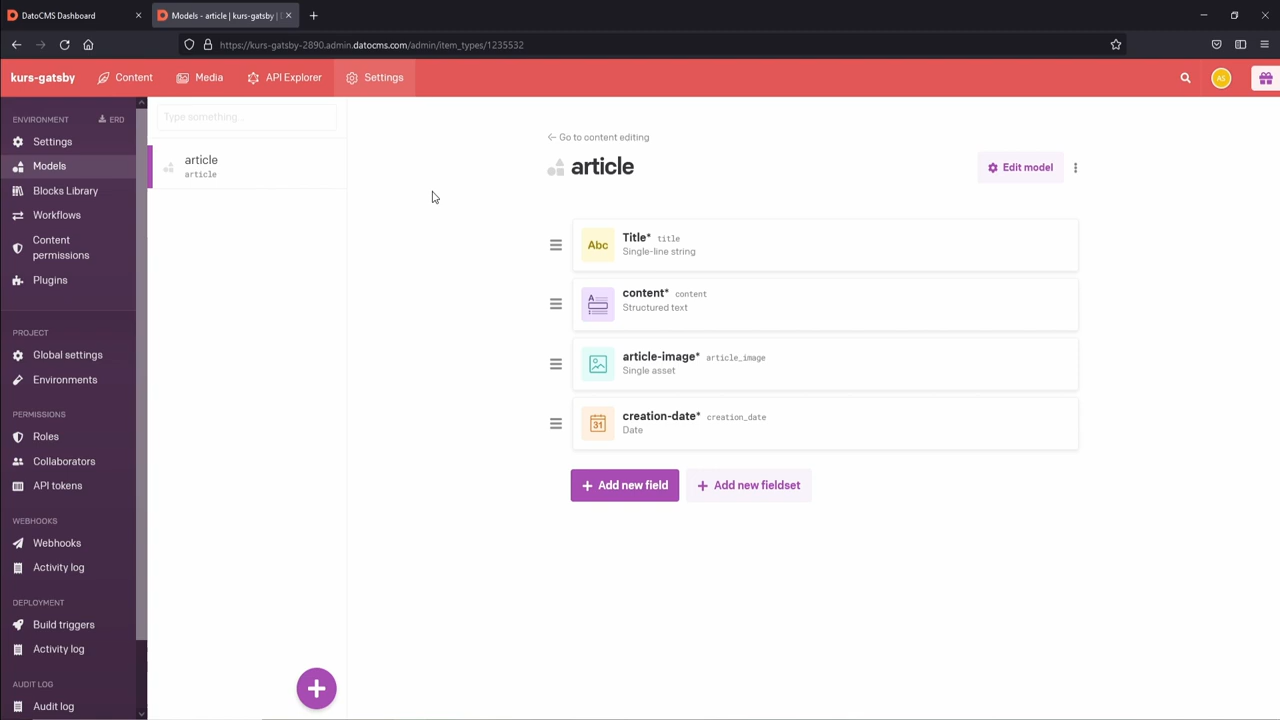 DatoCMS Dashboard
Models - article | kurs-gatsby |
https://kurs-gatsby-2890.admin.datocms.com/admin/item_types/1235532
kurs-gatsby
Content
Media
API Explorer
Settings
AS
ENVIRONMENT
ERD
Settings
Models
Blocks Library
Workflows
Content
permissions
Plugins
PROJECT
Global settings
Environments
PERMISSIONS
Roles
Collaborators
API tokens
WEBHOOKS
Webhooks
Activity log
DEPLOYMENT
Build triggers
Activity log
AUDIT LOG
Audit log
Type something...
article
article
Go to content editing
article
Edit model
Abc
Title* title
Single-line string
A
content* content
Structured text
article-image* article_image
Single asset
31
creation-date* creation_date
Date
Add new field
Add new fieldset